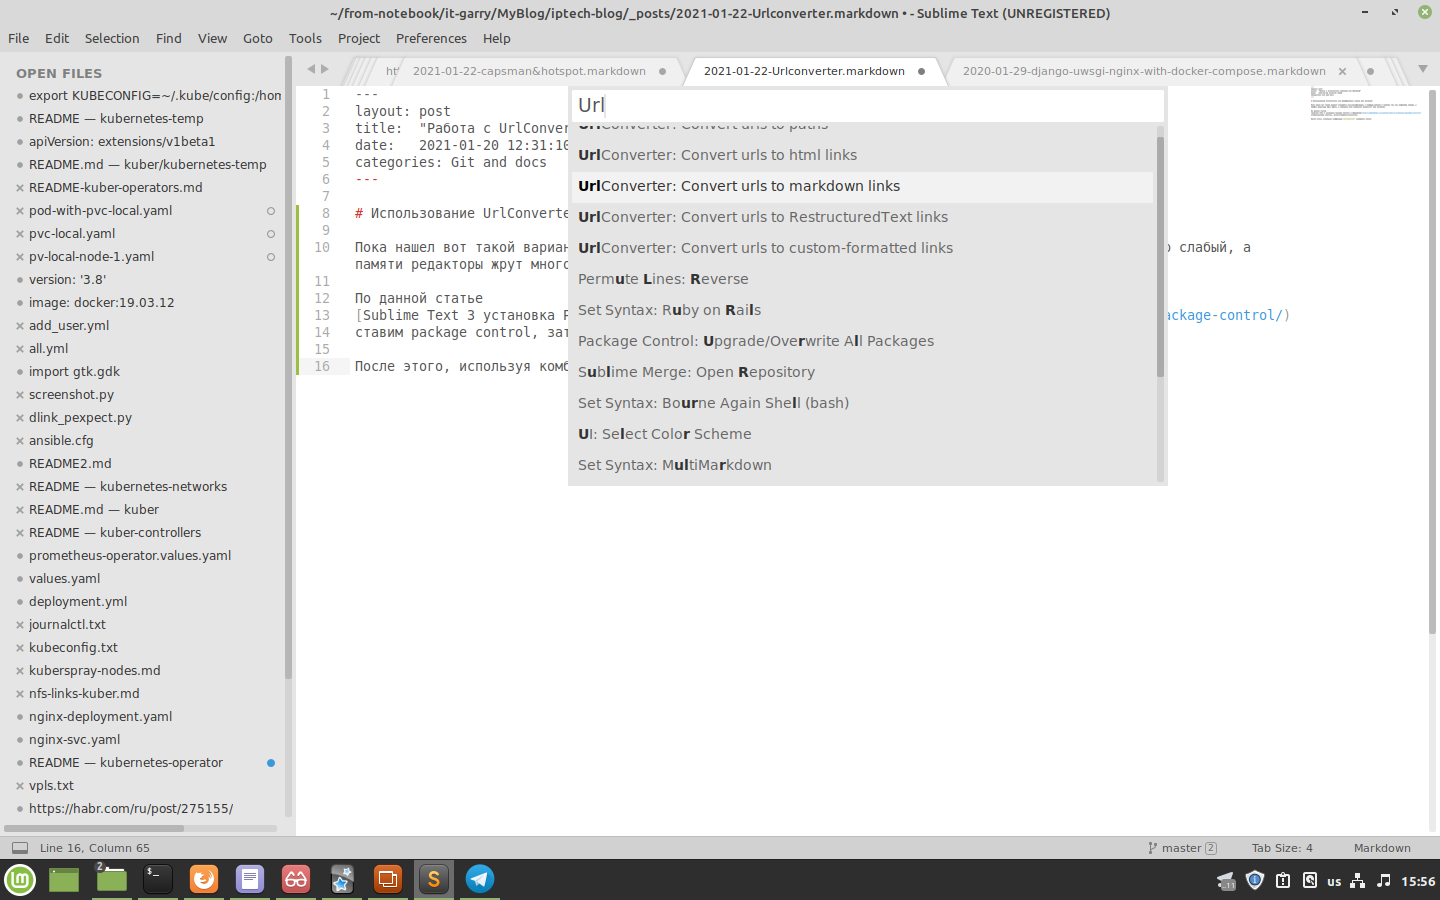 ~/from-notebook/it-garry/MyBlog/iptech-blog/_posts/2021-01-22-Urlconverter.markdown • - Sublime Text (UNREGISTERED)
File Edit Selection Find View Goto Tools Project Preferences Help
OPEN FILES
export KUBECONFIG=~/.kube/config:/hom
README — kubernetes-temp
apiVersion: extensions/v1beta1
README.md — kuber/kubernetes-temp
README-kuber-operators.md
pod-with-pvc-local.yaml
pvc-local.yaml
pv-local-node-1.yaml
version: '3.8'
image: docker:19.03.12
add_user.yml
all.yml
import gtk.gdk
screenshot.py
dlink_pexpect.py
ansible.cfg
README2.md
README — kubernetes-networks
README.md — kuber
README — kuber-controllers
prometheus-operator.values.yaml
values.yaml
deployment.yml
journalctl.txt
kubeconfig.txt
kuberspray-nodes.md
nfs-links-kuber.md
nginx-deployment.yaml
nginx-svc.yaml
README — kubernetes-operator
vpls.txt
https://habr.com/ru/post/275155/
ht 2021-01-22-capsman&hotspot.markdown 2021-01-22-Urlconverter.markdown 2020-01-29-django-uwsgi-nginx-with-docker-compose.markdown
1 ---
2 layout: post
3 title: "Работа с UrlConver
4 date: 2021-01-20 12:31:10
5 categories: Git and docs
6 ---
7
8 # Использование UrlConverte
9
10 Пока нашел вот такой вариан о слабый, а
памяти редакторы жрут много
11
12 По данной статье
13 [Sublime Text 3 установка P ackage-control/)
14 ставим package control, зат
15
16 После этого, используя комб
Url
UrlConverter: Convert urls to paths
UrlConverter: Convert urls to html links
UrlConverter: Convert urls to markdown links
UrlConverter: Convert urls to RestructuredText links
UrlConverter: Convert urls to custom-formatted links
Permute Lines: Reverse
Set Syntax: Ruby on Rails
Package Control: Upgrade/Overwrite All Packages
Sublime Merge: Open Repository
Set Syntax: Bourne Again Shell (bash)
UI: Select Color Scheme
Set Syntax: MultiMarkdown
Line 16, Column 65 master 2 Tab Size: 4 Markdown
2 $_ S ..11 us 15:56